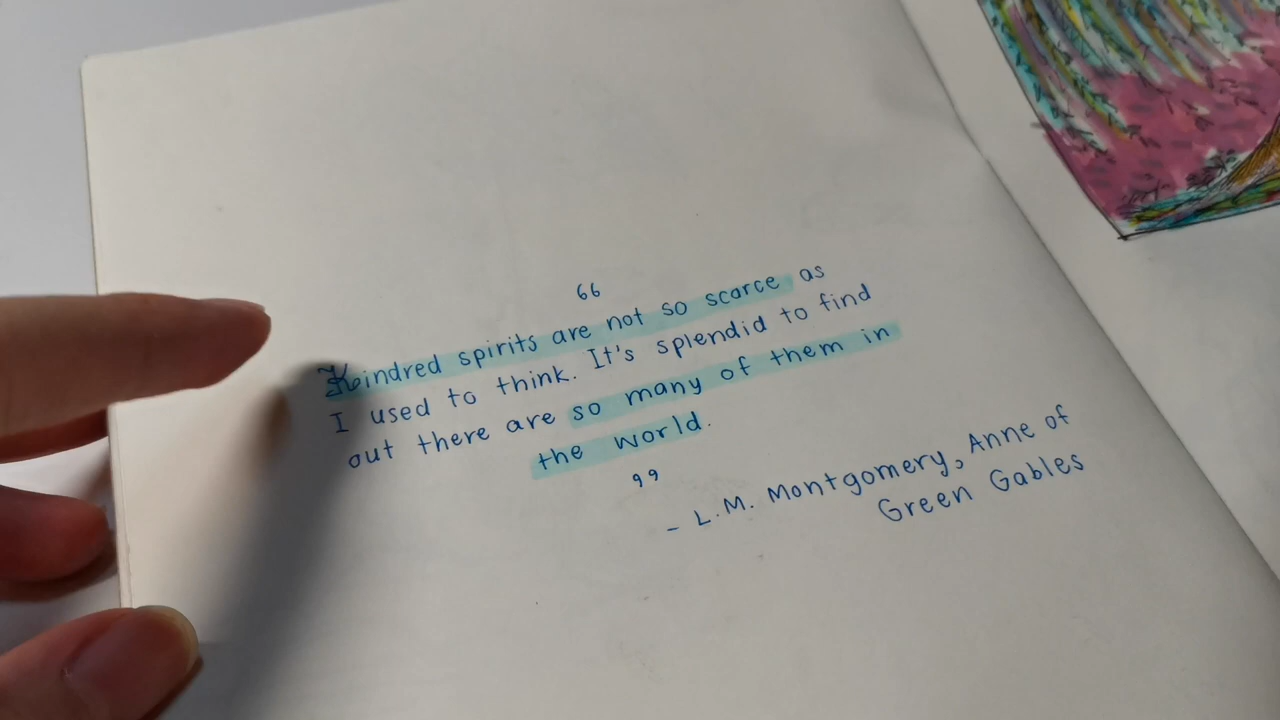 66
Kindred spirits are not so scarce as
I used to think. It's splendid to find
out there are so many of them in
the world.
99
- L.M. Montgomery, Anne of
Green Gables